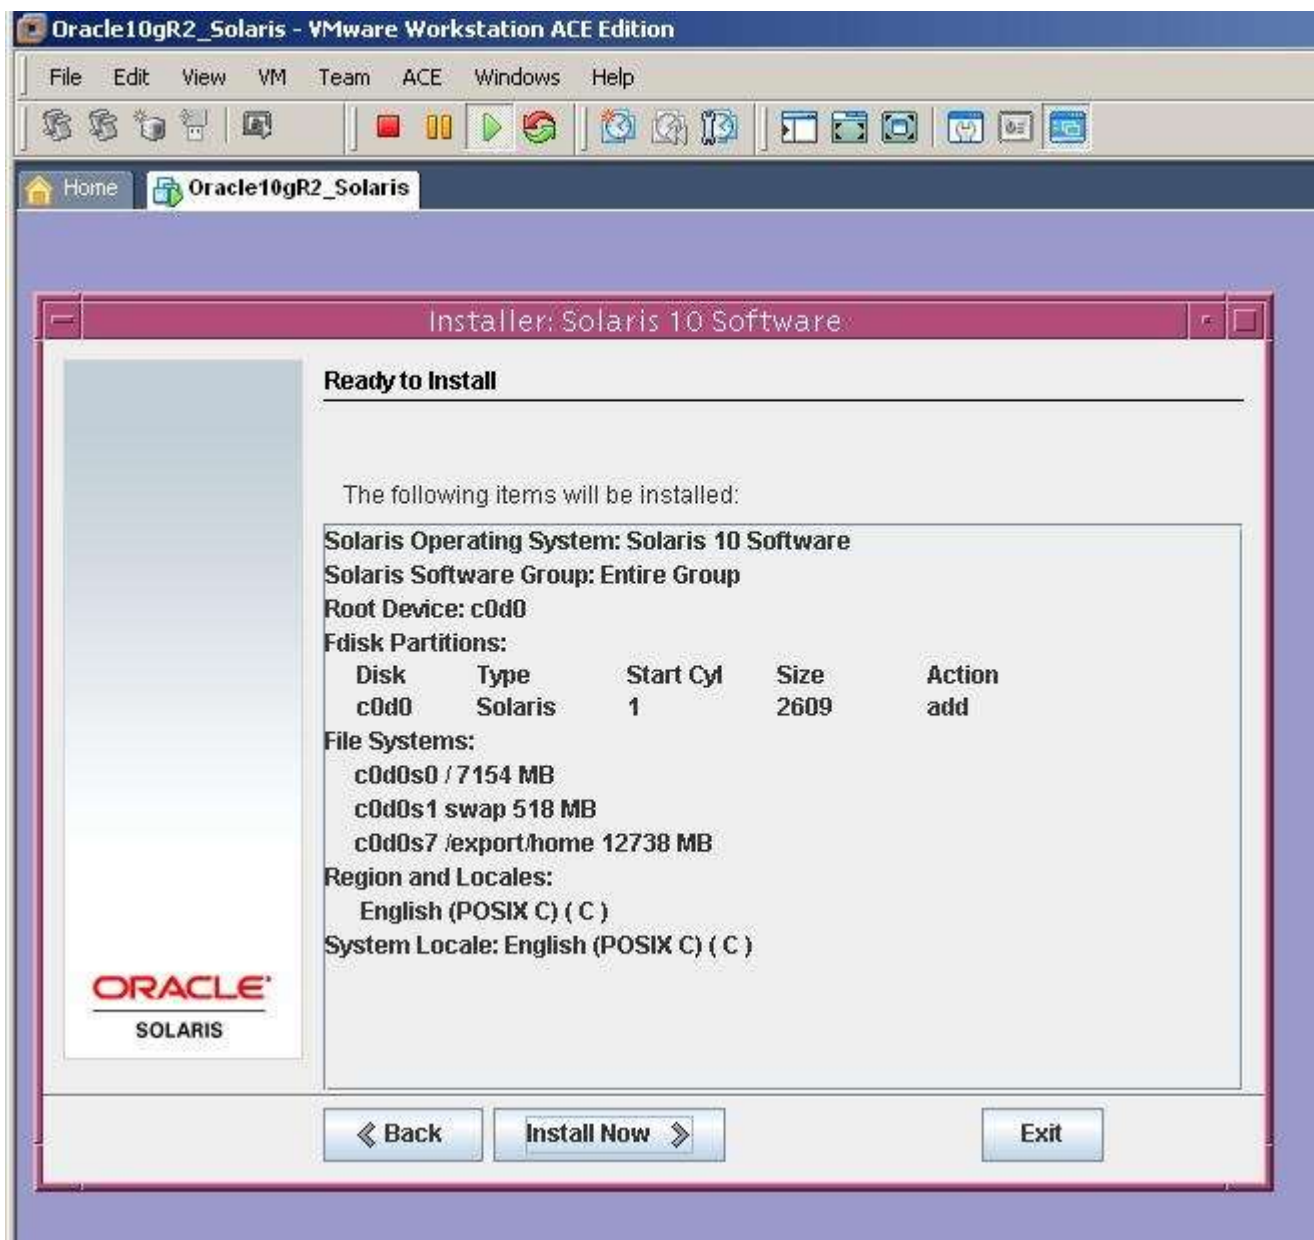 Oracle10gR2_Solaris - VMware Workstation ACE Edition
File Edit View VM Team ACE Windows Help
Home Oracle10gR2_Solaris
Installer: Solaris 10 Software
Ready to Install
The following items will be installed:
Solaris Operating System: Solaris 10 Software
Solaris Software Group: Entire Group
Root Device: c0d0
Fdisk Partitions:
Disk Type Start Cyl Size Action
c0d0 Solaris 1 2609 add
File Systems:
c0d0s0 / 7154 MB
c0d0s1 swap 518 MB
c0d0s7 /export/home 12738 MB
Region and Locales:
English (POSIX C) ( C )
System Locale: English (POSIX C) ( C )
ORACLE
SOLARIS
Back Install Now Exit